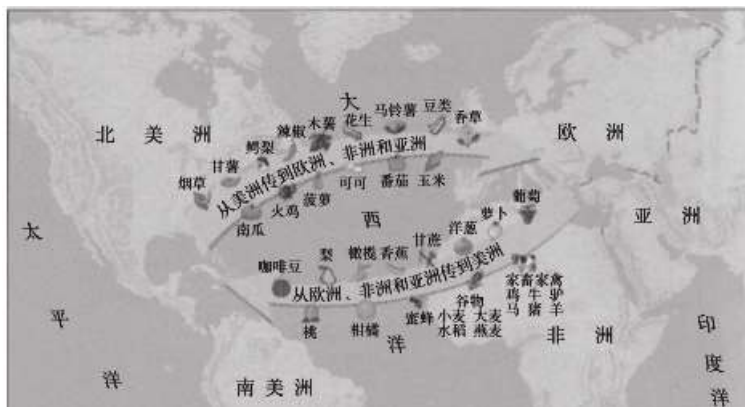 北美洲
大
欧洲
亚洲
太
平
洋
西
洋
南美洲
非洲
印
度
洋
烟草
甘薯
鳄梨
辣椒
木薯
花生
马铃薯
豆类
香草
从美洲传到欧洲、非洲和亚洲
南瓜
火鸡
菠萝
可可
番茄
玉米
咖啡豆
梨
橄榄
香蕉
甘蔗
洋葱
萝卜
葡萄
从欧洲、非洲和亚洲传到美洲
桃
柑橘
蜜蜂
谷物
小麦 大麦
水稻 燕麦
家畜家禽
鸡 牛 驴
马 猪 羊